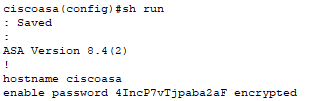 ciscoasa(config)#sh run
: Saved
:
ASA Version 8.4(2)
!
hostname ciscoasa
enable password 4IncP7vTjpaba2aF encrypted